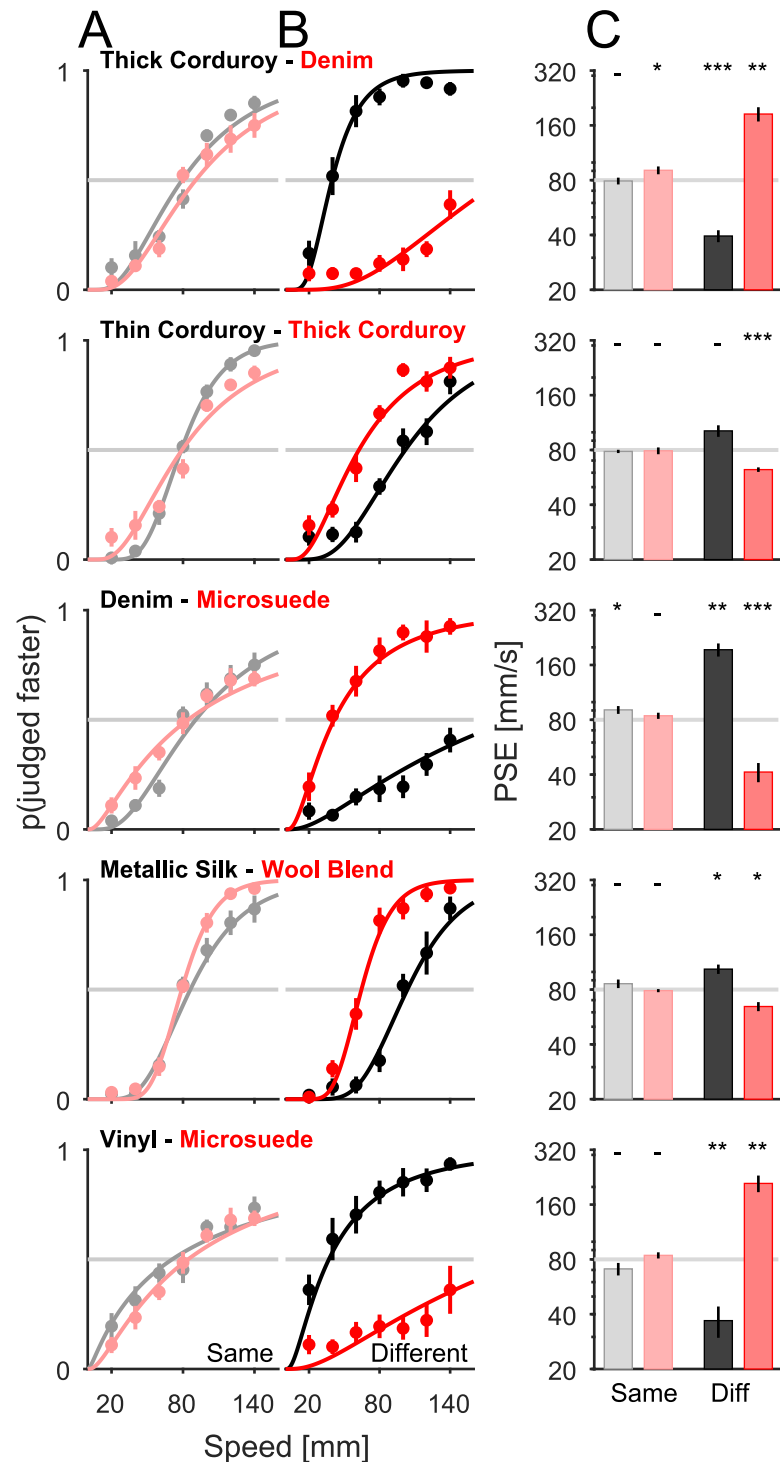 A B C
Thick Corduroy - Denim
1
0
- * *** **
320
160
80
40
20
Thin Corduroy - Thick Corduroy
1
0
- - - ***
320
160
80
40
20
Denim - Microsuede
1
0
* - ** ***
320
160
80
40
20
p(judged faster)
PSE [mm/s]
Metallic Silk - Wool Blend
1
0
- - * *
320
160
80
40
20
Vinyl - Microsuede
1
0
Same
Different
- - ** **
320
160
80
40
20
20 80 140 20 80 140
Same Diff
Speed [mm]